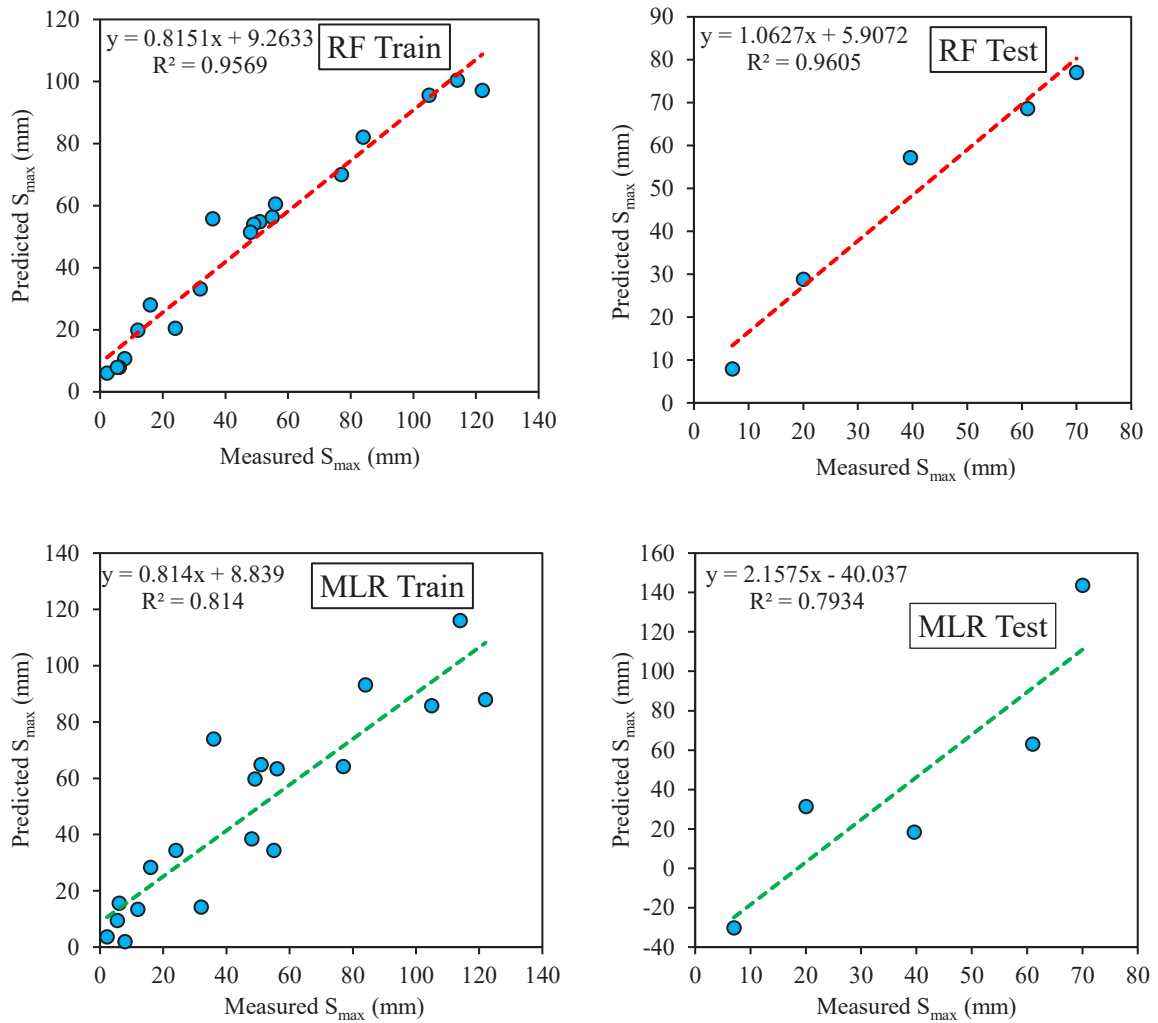 y = 0.8151x + 9.2633
R² = 0.9569
RF Train
Predicted Smax (mm)
120
100
80
60
40
20
0
0 20 40 60 80 100 120 140
Measured Smax (mm)
y = 1.0627x + 5.9072
R² = 0.9605
RF Test
Predicted Smax (mm)
90
80
70
60
50
40
30
20
10
0
0 10 20 30 40 50 60 70 80
Measured Smax (mm)
y = 0.814x + 8.839
R² = 0.814
MLR Train
Predicted Smax (mm)
140
120
100
80
60
40
20
0
0 20 40 60 80 100 120 140
Measured Smax (mm)
y = 2.1575x - 40.037
R² = 0.7934
MLR Test
Predicted Smax (mm)
160
140
120
100
80
60
40
20
0
-20
-40
0 10 20 30 40 50 60 70 80
Measured Smax (mm)